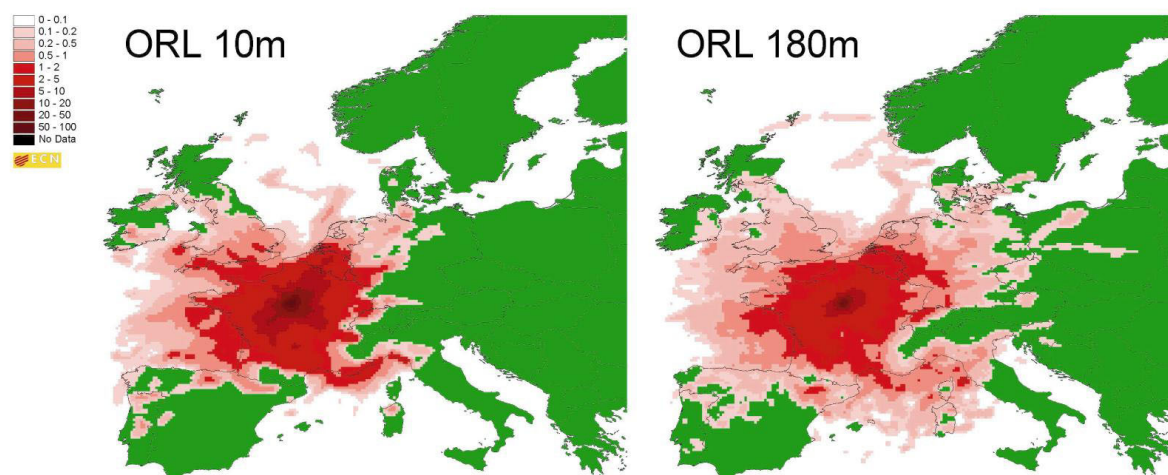 0 - 0.1
0.1 - 0.2
0.2 - 0.5
0.5 - 1
1 - 2
2 - 5
5 - 10
10 - 20
20 - 50
50 - 100
No Data
ECN
ORL 10m
ORL 180m